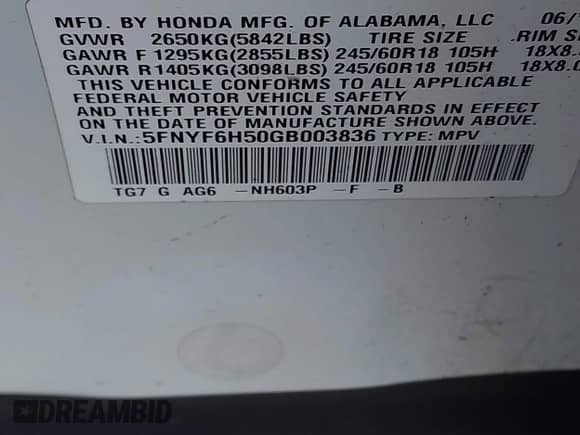 MFD. BY HONDA MFG. OF ALABAMA, LLC 06/
GVWR 2650KG(5842LBS) TIRE SIZE RIM S
GAWR F 1295KG(2855LBS) 245/60R18 105H 18X8.
GAWR R 1405KG(3098LBS) 245/60R18 105H 18X8.0
THIS VEHICLE CONFORMS TO ALL APPLICABLE
FEDERAL MOTOR VEHICLE SAFETY
AND THEFT PREVENTION STANDARDS IN EFFECT
ON THE DATE OF MANUFACTURE SHOWN ABOVE.
V.I.N.:5FNYF6H50GB003836 TYPE: MPV
TG7 G AG6 –NH603P –F –B
DREAMBID